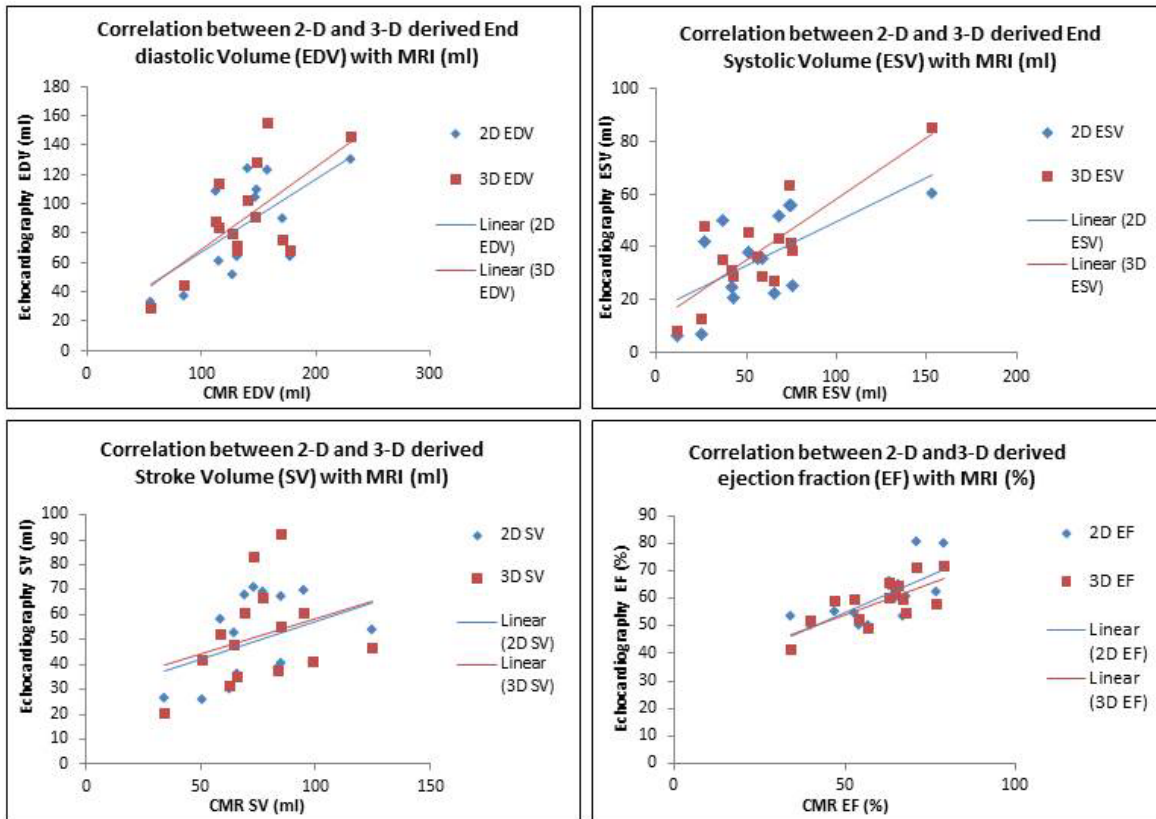 Correlation between 2-D and 3-D derived End
diastolic Volume (EDV) with MRI (ml)
Echocardiography EDV (ml)
180
160
140
120
100
80
60
40
20
0
0
100
200
300
CMR EDV (ml)
2D EDV
3D EDV
Linear (2D
EDV)
Linear (3D
EDV)
Correlation between 2-D and 3-D derived End
Systolic Volume (ESV) with MRI (ml)
Echocardiography ESV (ml)
100
80
60
40
20
0
0
50
100
150
200
CMR ESV (ml)
2D ESV
3D ESV
Linear (2D
ESV)
Linear (3D
ESV)
Correlation between 2-D and 3-D derived
Stroke Volume (SV) with MRI (ml)
Echocardiography SV (ml)
100
90
80
70
60
50
40
30
20
10
0
0
50
100
150
CMR SV (ml)
2D SV
3D SV
Linear
(2D SV)
Linear
(3D SV)
Correlation between 2-D and3-D derived
ejection fraction (EF) with MRI (%)
Echocardiography EF (%)
90
80
70
60
50
40
30
20
10
0
0
50
100
CMR EF (%)
2D EF
3D EF
Linear
(2D EF)
Linear
(3D EF)